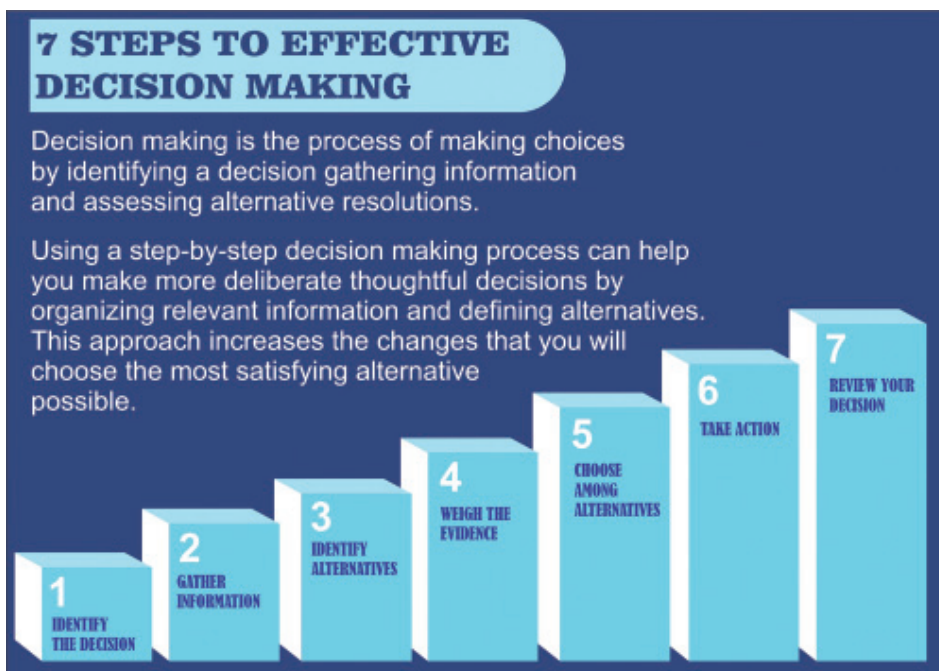 7 STEPS TO EFFECTIVE
DECISION MAKING
Decision making is the process of making choices
by identifying a decision gathering information
and assessing alternative resolutions.
Using a step-by-step decision making process can help
you make more deliberate thoughtful decisions by
organizing relevant information and defining alternatives.
This approach increases the changes that you will
choose the most satisfying alternative
possible.
1
IDENTIFY
THE DECISION
2
GATHER
INFORMATION
3
IDENTIFY
ALTERNATIVES
4
WEIGH THE
EVIDENCE
5
CHOOSE
AMONG
ALTERNATIVES
6
TAKE ACTION
7
REVIEW YOUR
DECISION